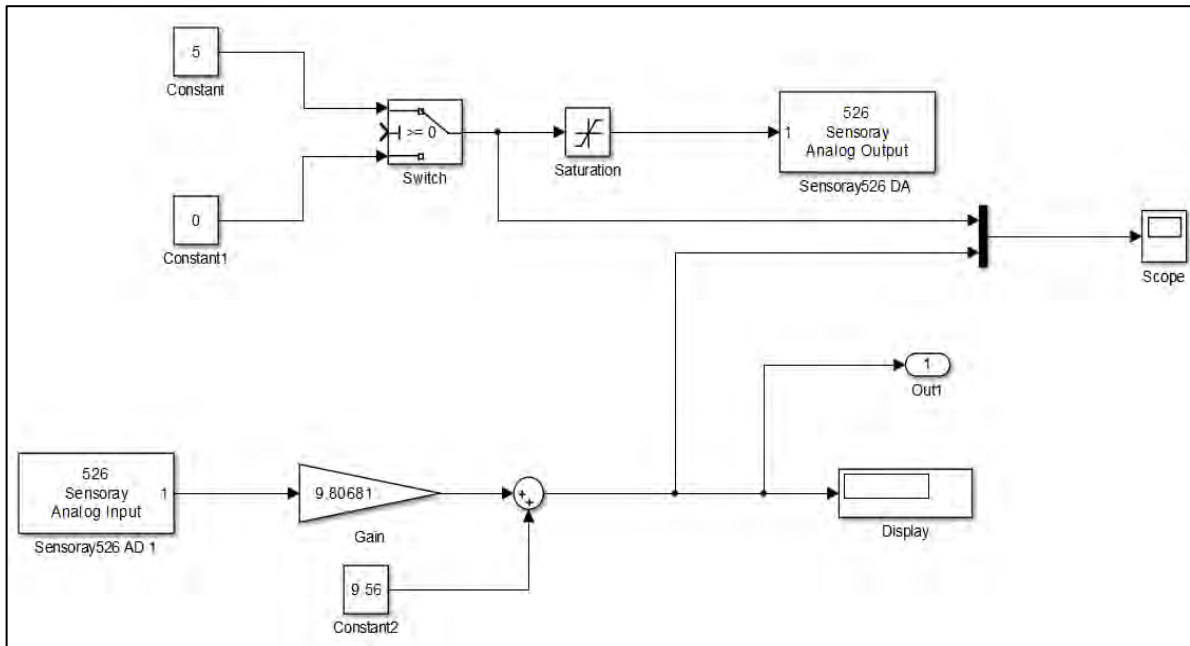 5
Constant
>= 0
Switch
Saturation
526
Sensoray
Analog Output
1
Sensoray526 DA
0
Constant1
Scope
1
Out1
526
Sensoray
Analog Input
1
Sensoray526 AD 1
9.80681
Gain
9 56
Constant2
Display